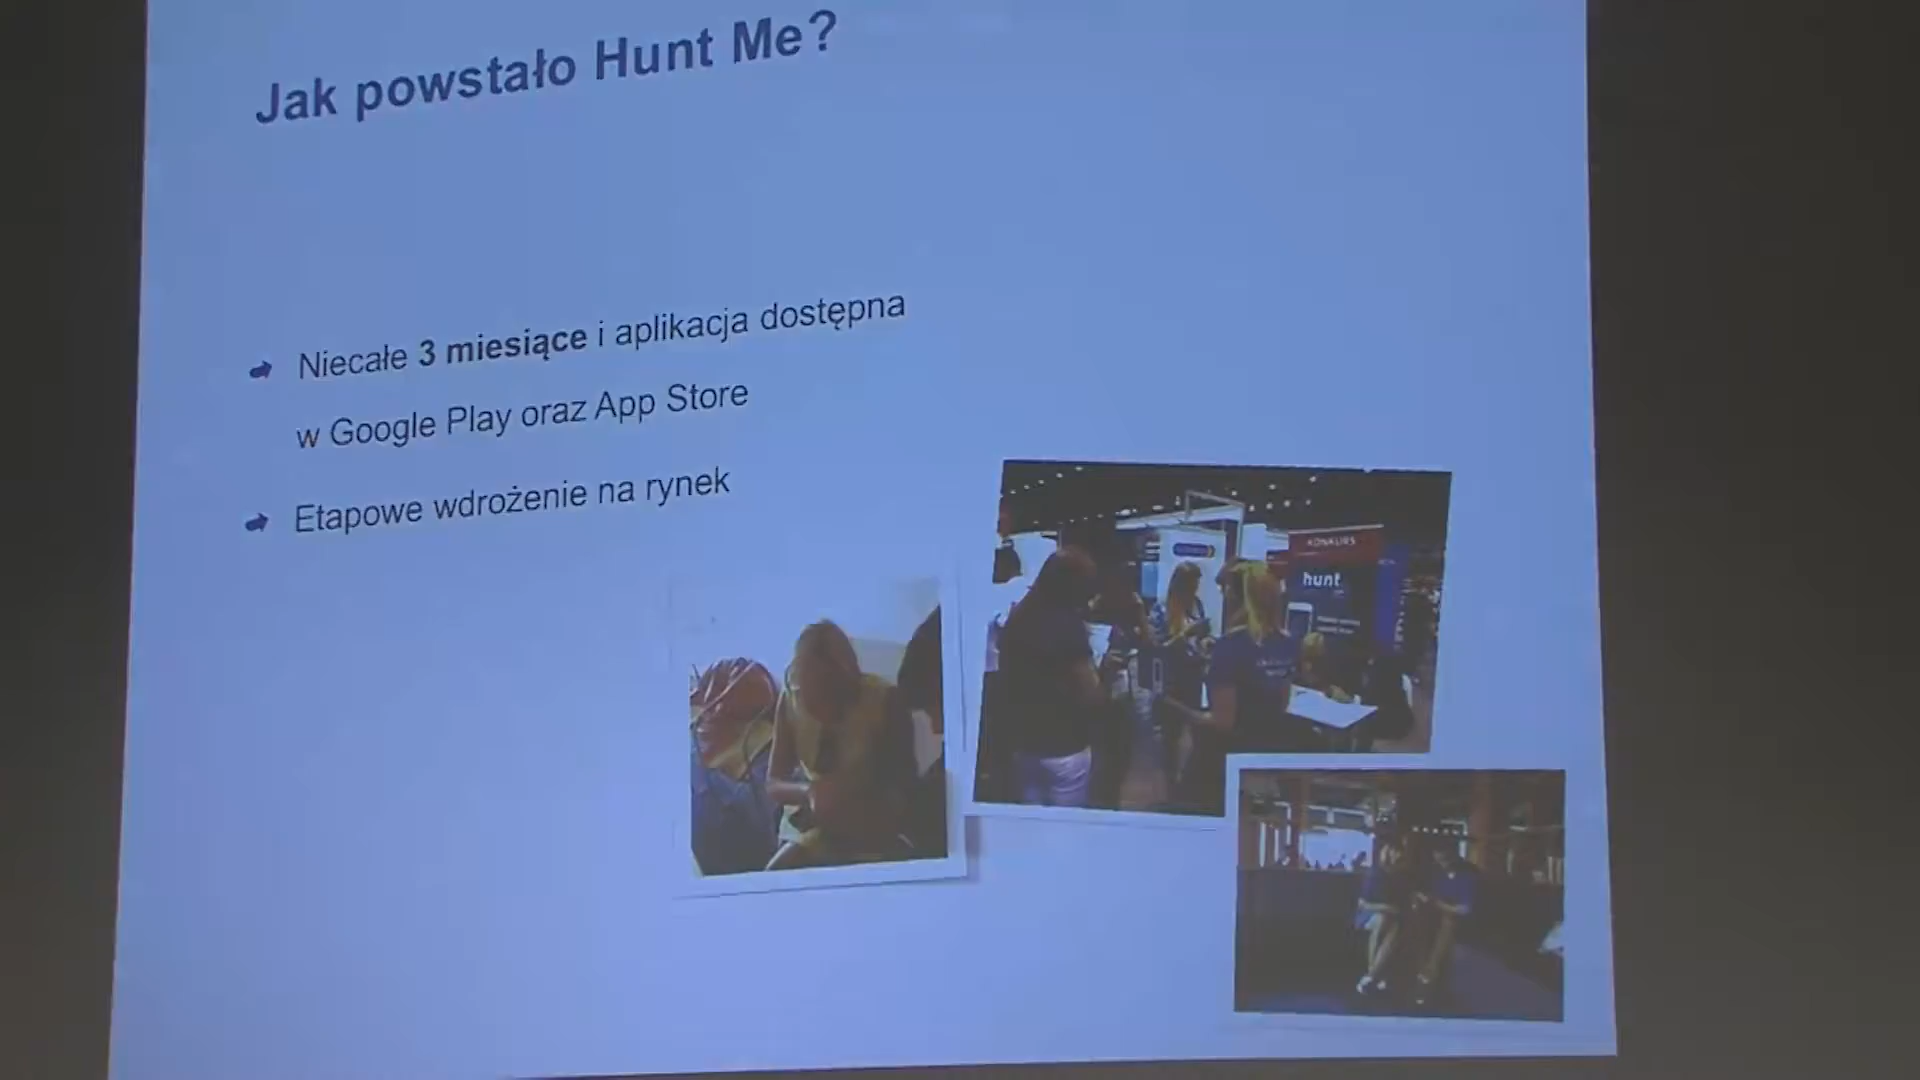 Jak powstało Hunt Me?
Niecałe 3 miesiące i aplikacja dostępna
w Google Play oraz App Store
Etapowe wdrożenie na rynek
KONKURS
hunt